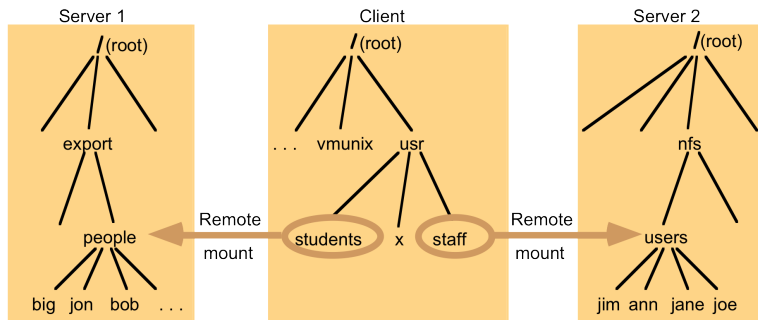 Server 1 Client Server 2
/ (root) / (root) / (root)
export . . . vmunix usr nfs
Remote Remote
people students x staff users
mount mount
big jon bob . . . jim ann jane joe